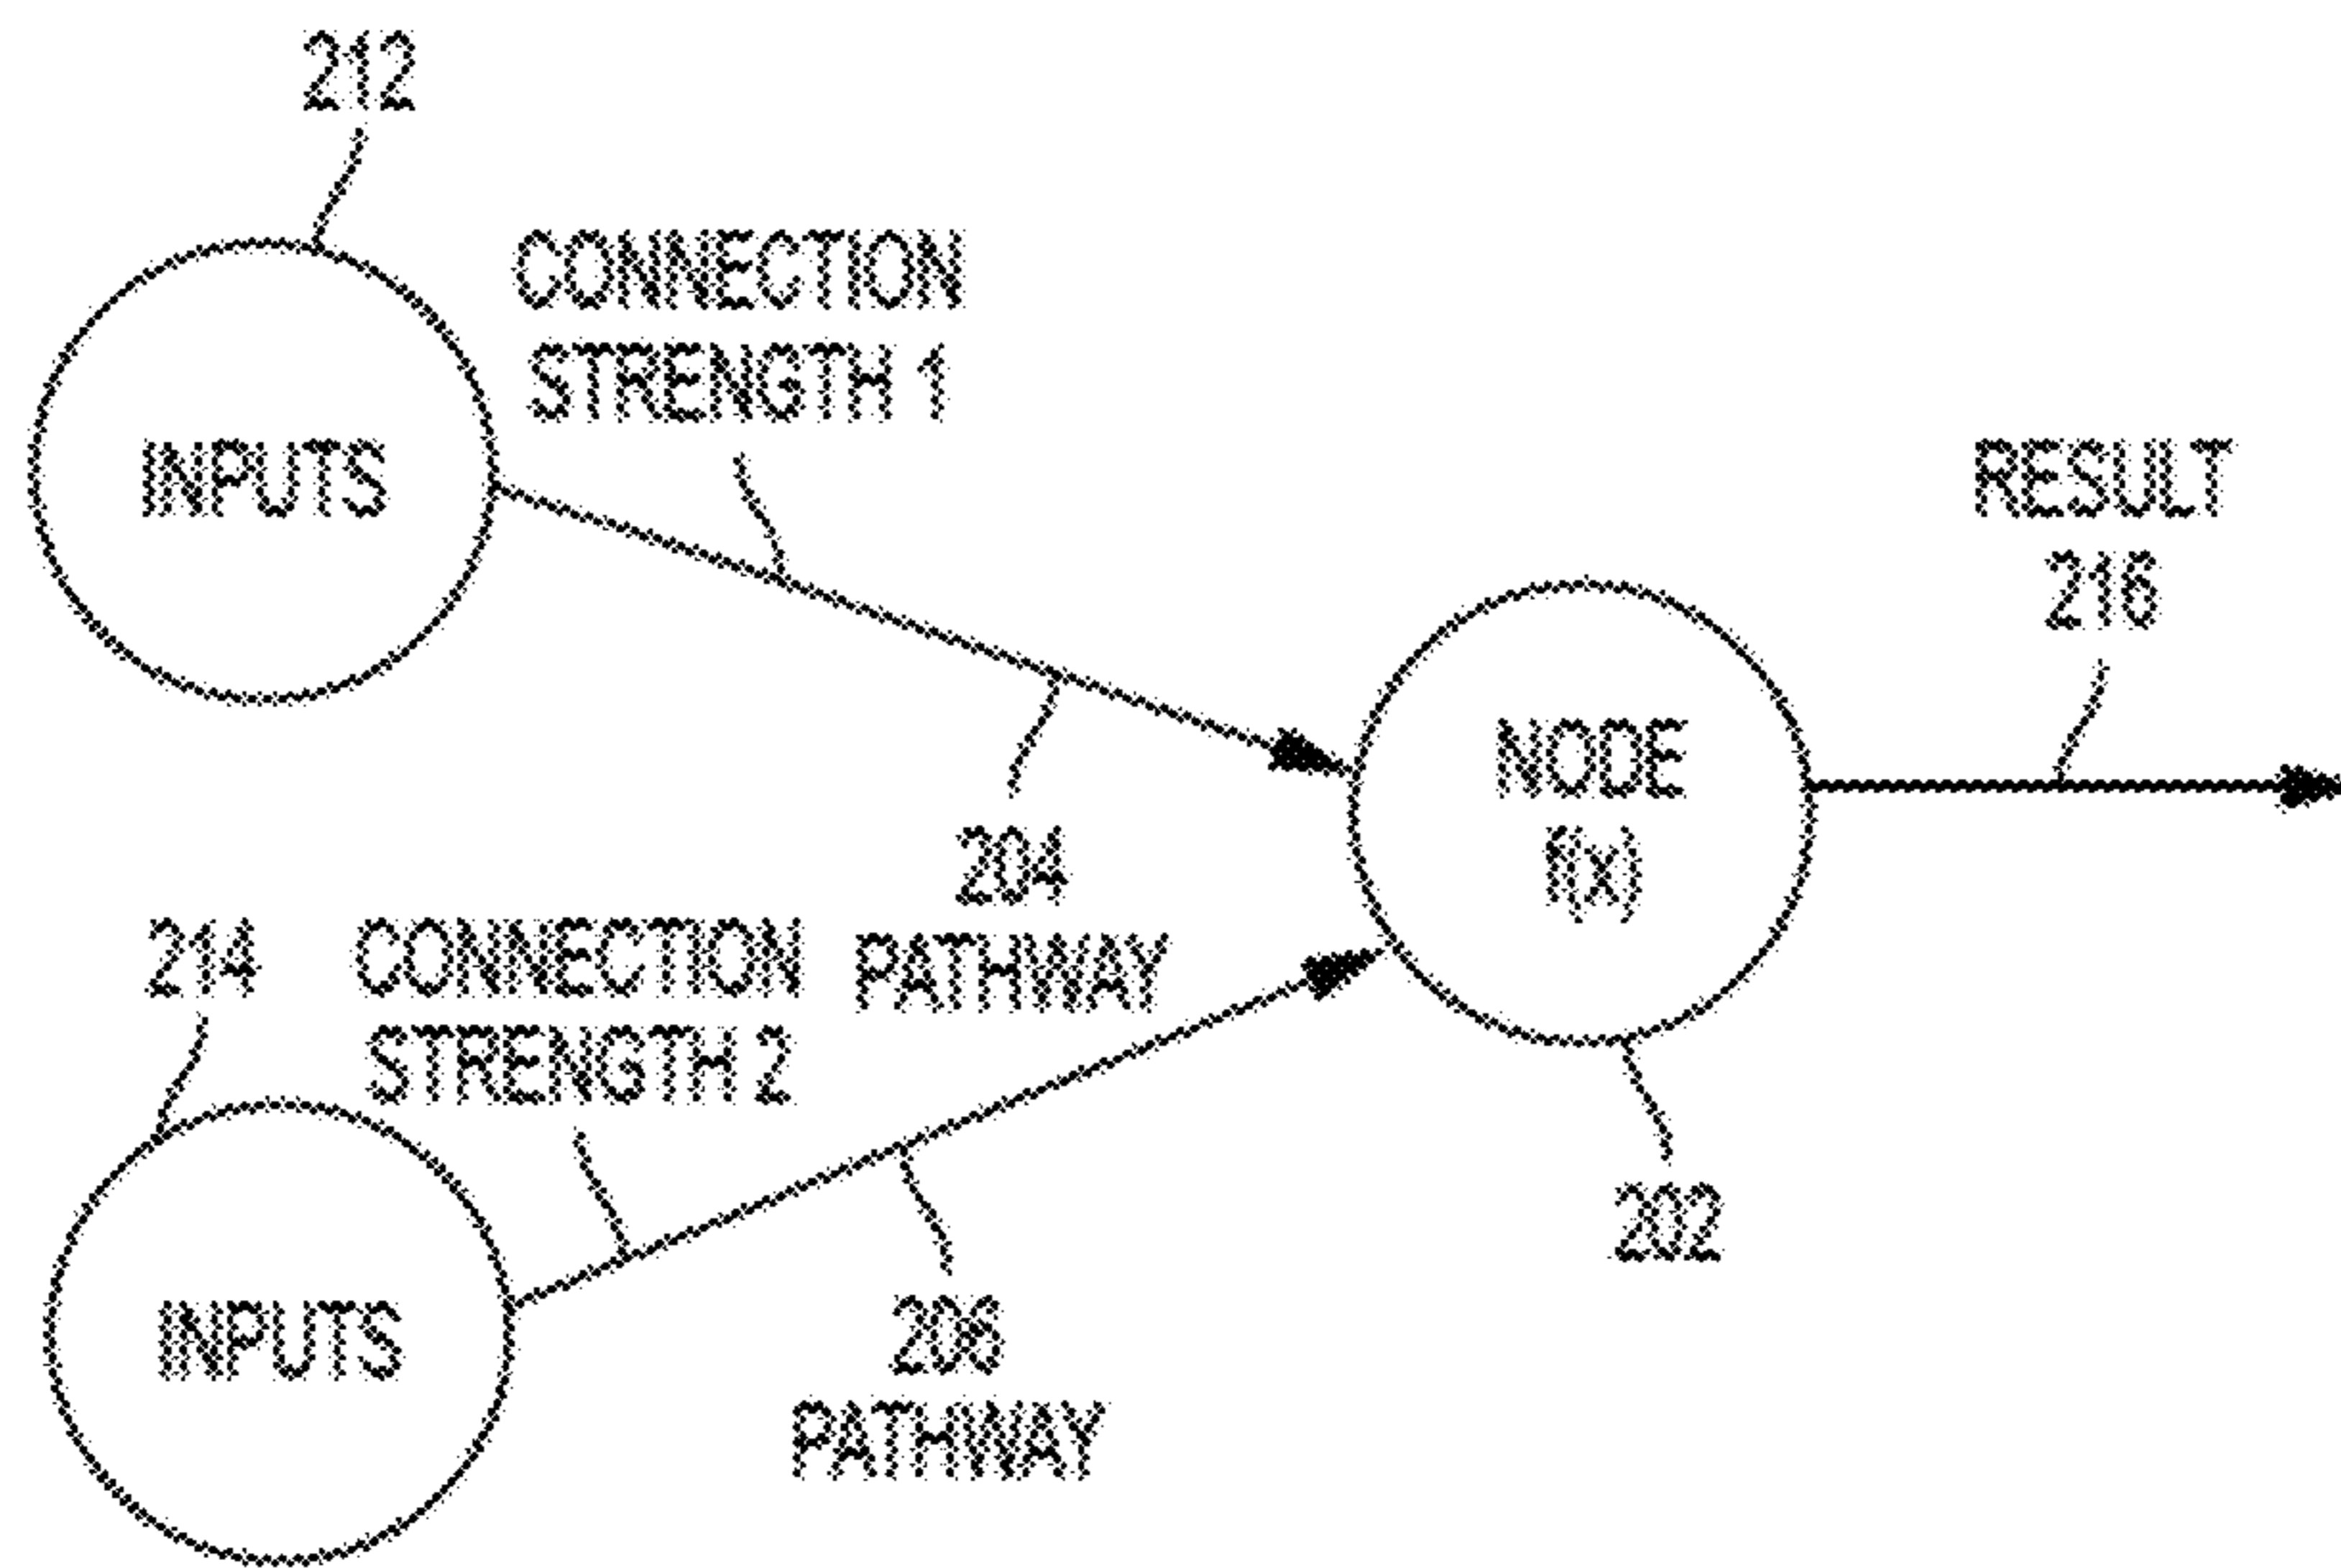 212
CONNECTION
STRENGTH 1
INPUTS
RESULT
216
NODE
f(x)
204
PATHWAY
214
CONNECTION
STRENGTH 2
INPUTS
202
206
PATHWAY